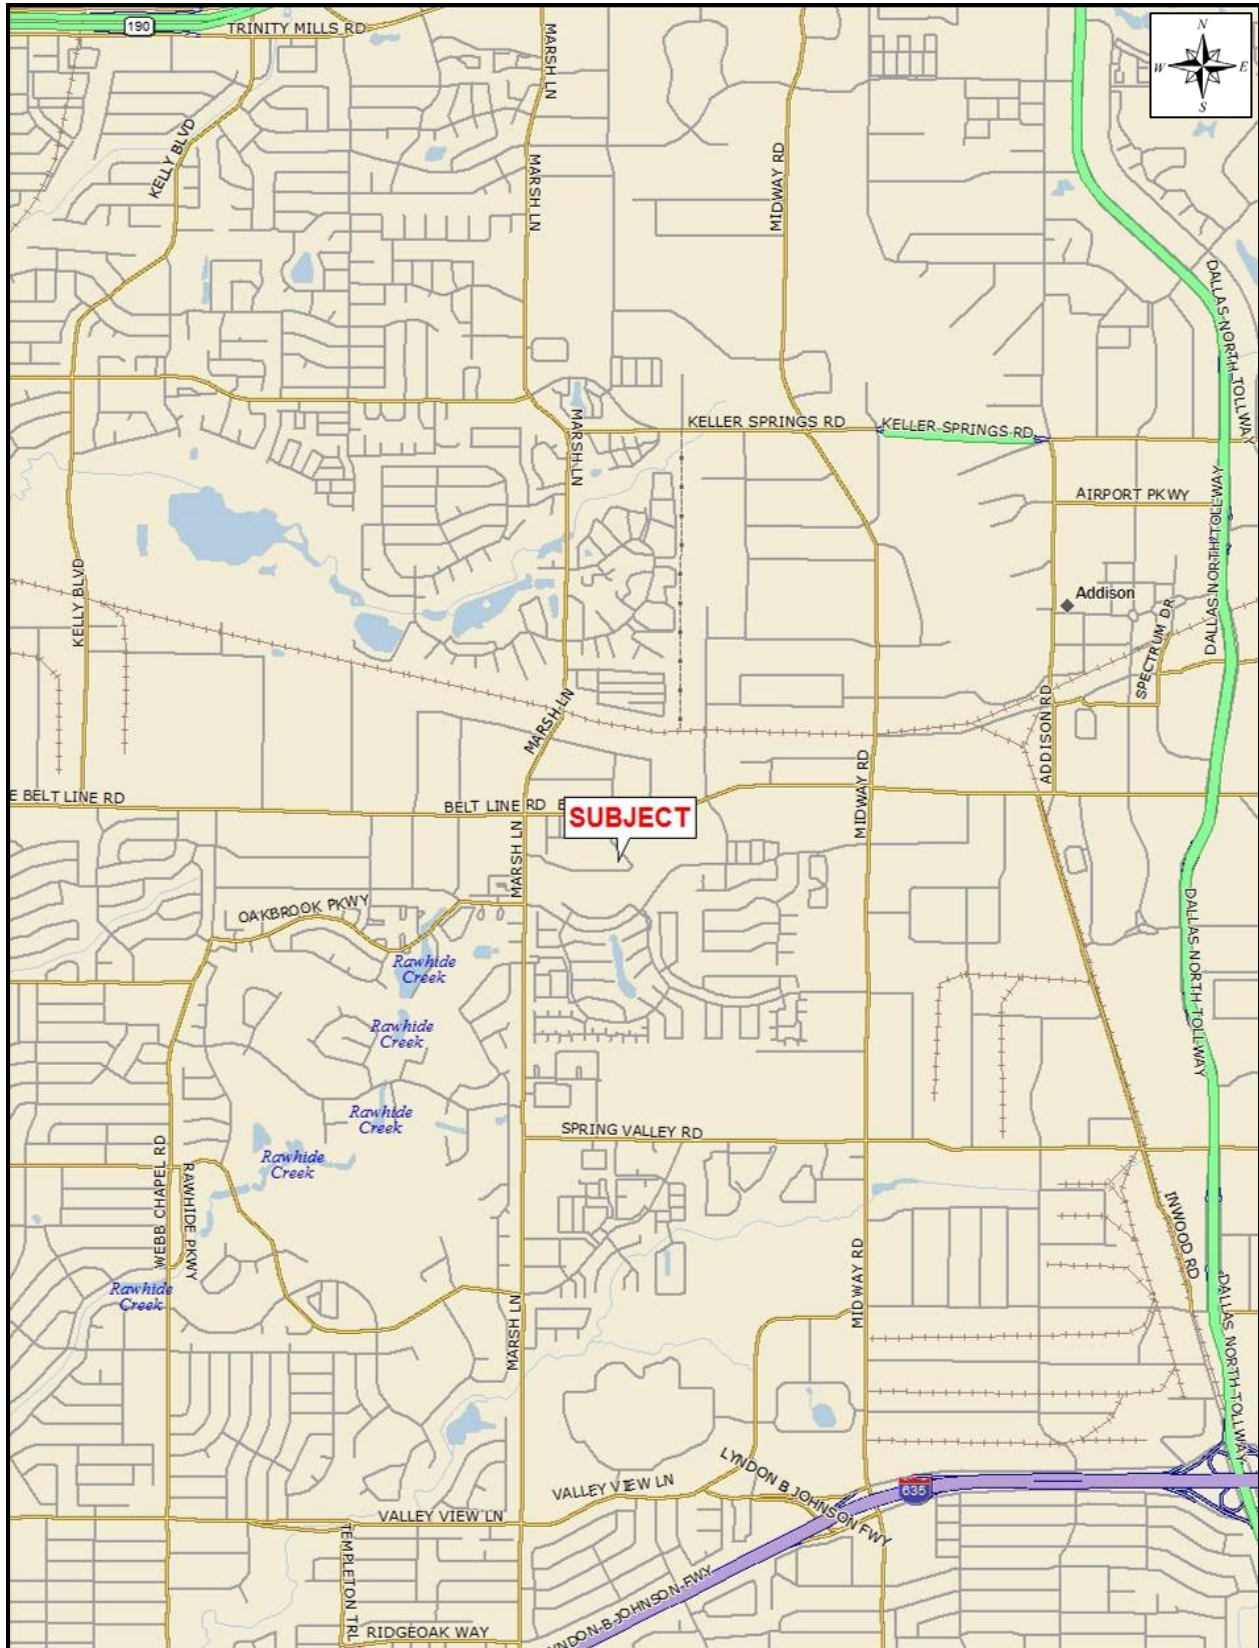 190
TRINITY MILLS RD
MARSH LN
N
W
E
S
KELLY BLVD
MARSH LN
MIDWAY RD
DALLAS NORTH TOLLWAY
MARSH LN
KELLER SPRINGS RD
KELLER SPRINGS RD
AIRPORT PKWY
DALLAS NORTH TOLLWAY
KELLY BLVD
Addison
SPECTRUM DR
MARSH LN
ADDISON RD
MIDWAY RD
E BELT LINE RD
BELT LINE RD
SUBJECT
MARSH LN
OAKBROOK PKWY
DALLAS NORTH TOLLWAY
Rawhide
Creek
Rawhide
Creek
Rawhide
Creek
SPRING VALLEY RD
Rawhide
Creek
WEBB CHAPEL RD
RAWHIDE PKWY
INWOOD RD
MIDWAY RD
Rawhide
Creek
MARSH LN
DALLAS NORTH TOLLWAY
VALLEY VIEW LN
LYNDON B JOHNSON FWY
635
VALLEY VIEW LN
TEMPLETON TRL
LYNDON B JOHNSON FWY
RIDGEOAK WAY